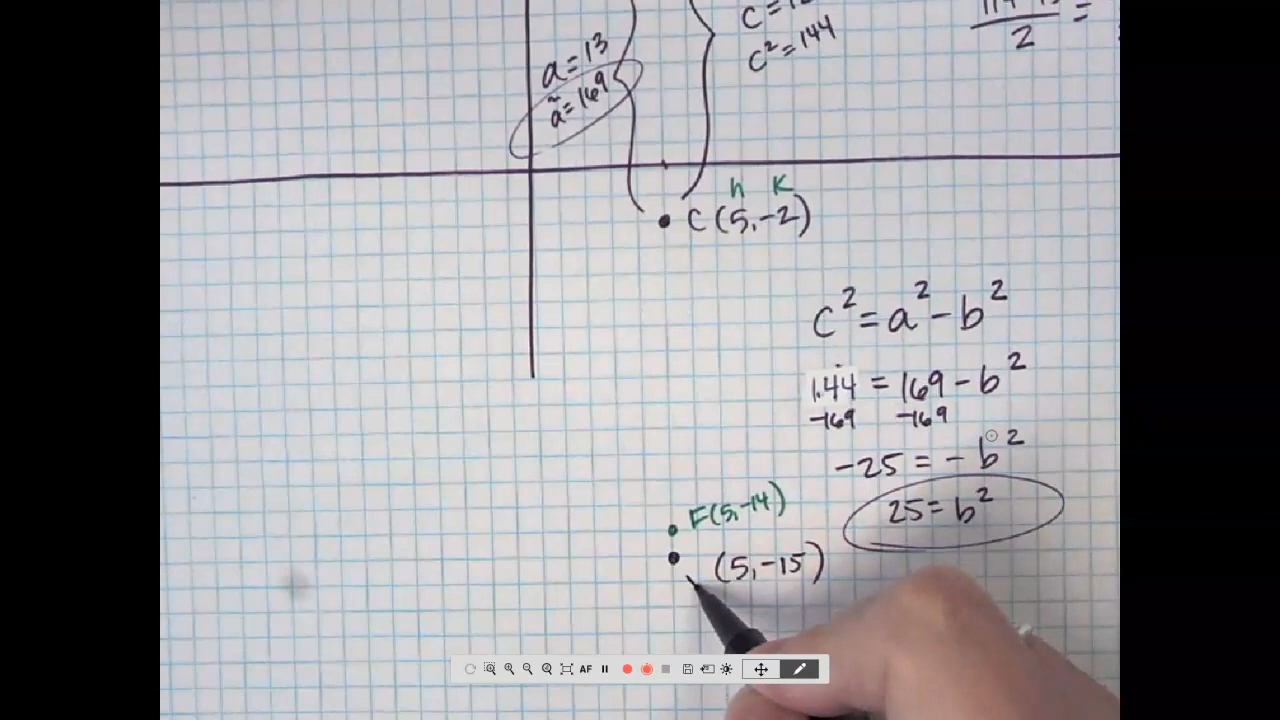 a = 13
a² = 169
c² = 144
2
h K
C (5, -2)
c² = a² - b²
144 = 169 - b²
-169 -169
-25 = -b²
25 = b²
F(5, -14)
(5, -15)
AF